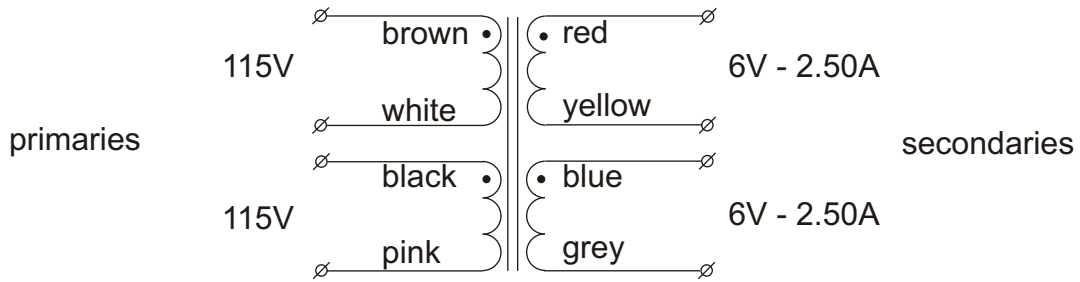 brown
red
115V
6V - 2.50A
white
yellow
primaries
secondaries
black
blue
115V
6V - 2.50A
pink
grey